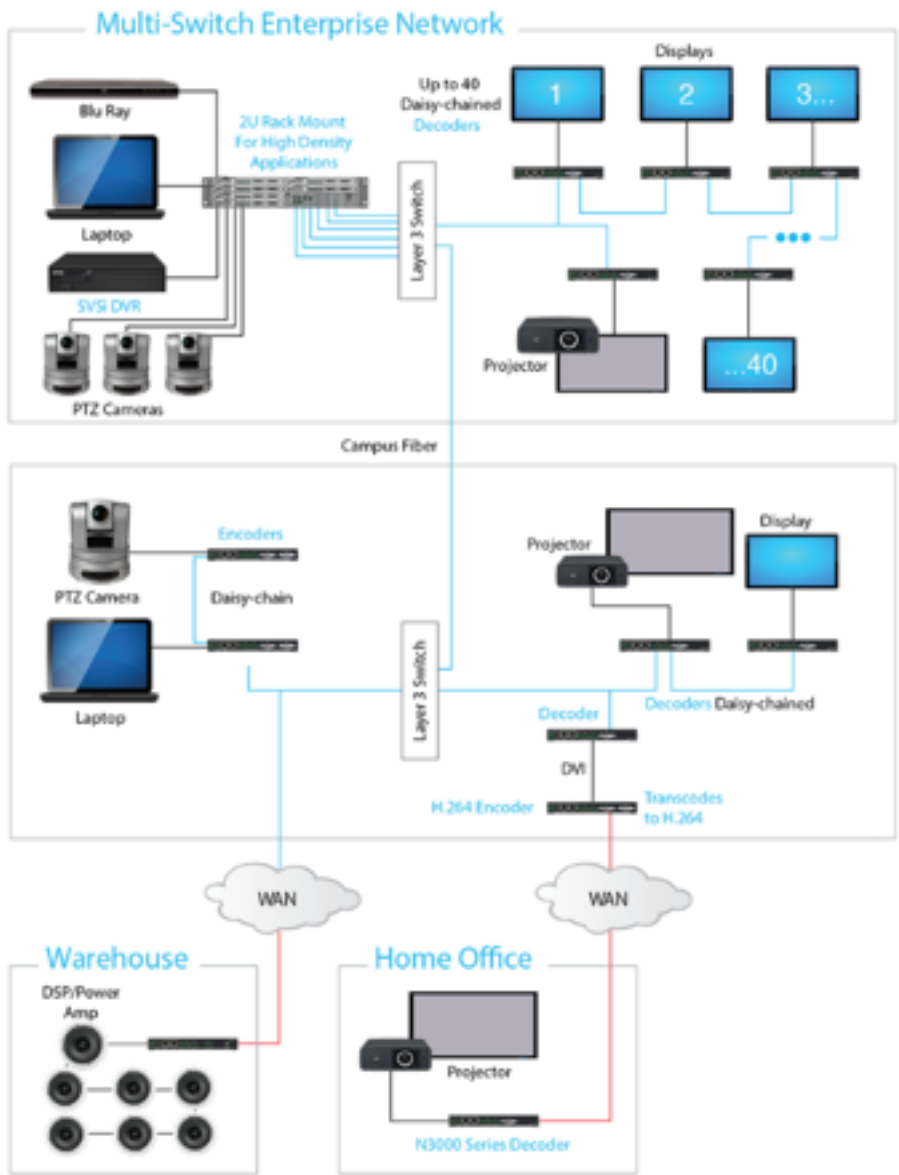 Multi-Switch Enterprise Network
Displays
Up to 40
Daisy-chained
Decoders
1
2
3...
Blu Ray
2U Rack Mount
For High Density
Applications
Laptop
Layer 3 Switch
SVSi DVR
Projector
...40
PTZ Cameras
Campus Fiber
Encoders
Projector
Display
PTZ Camera
Daisy-chain
Layer 3 Switch
Laptop
Decoders Daisy-chained
Decoder
DVI
H.264 Encoder
Transcodes
to H.264
WAN
WAN
Warehouse
DSP/Power
Amp
Home Office
Projector
N3000 Series Decoder